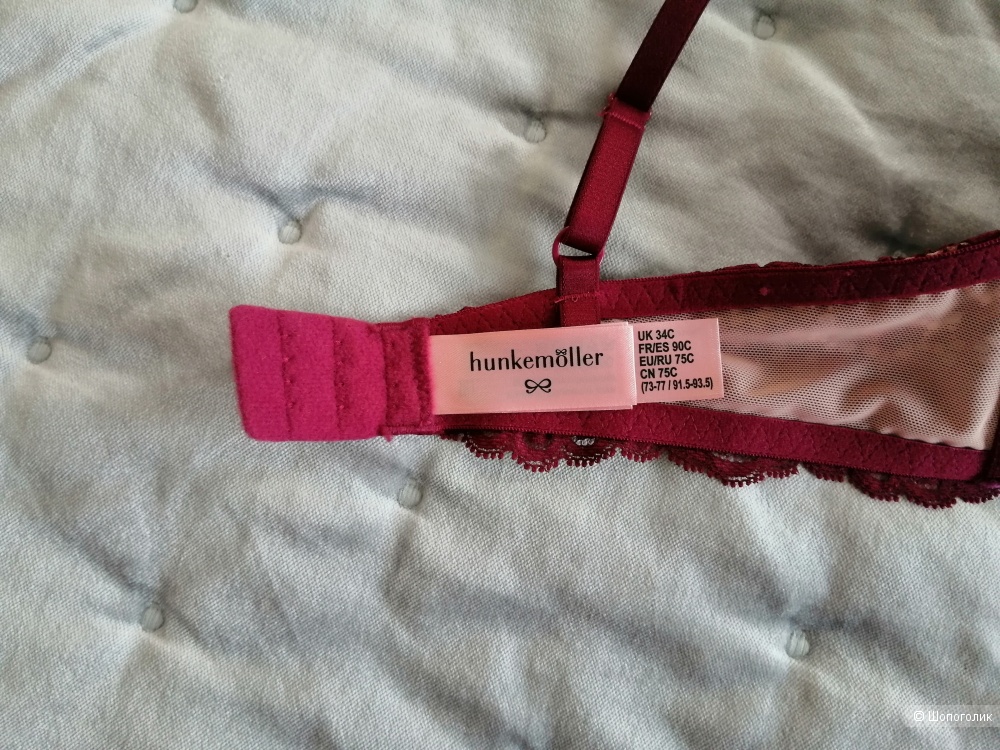 hunkemöller
UK 34C
FR/ES 90C
EU/RU 75C
CN 75C
(73-77 / 91.5-93.5)
© Шопоголик